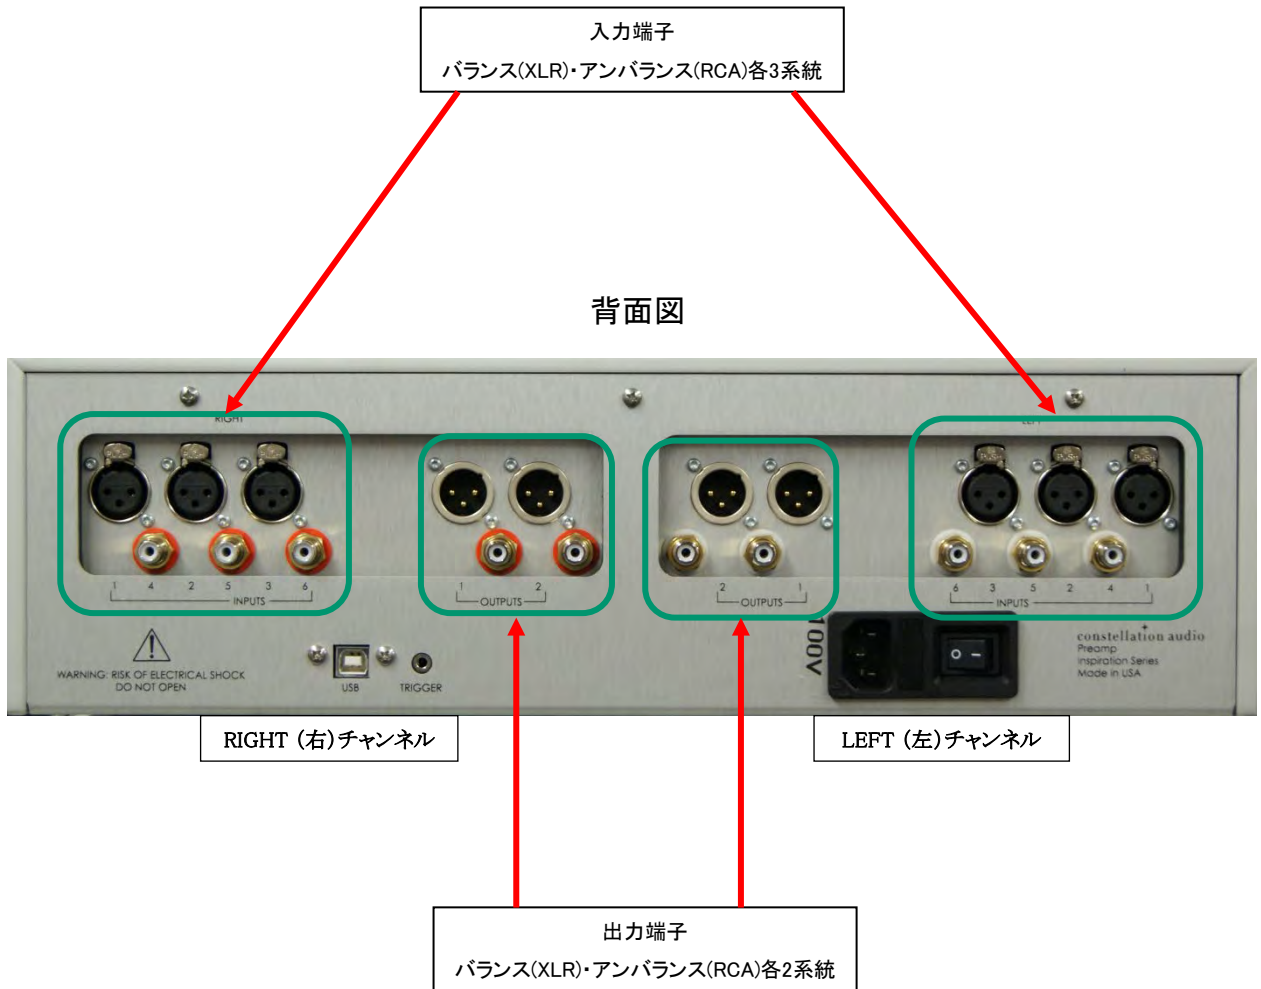 入力端子
バランス(XLR)・アンバランス(RCA)各3系統
背面図
RIGHT
LEFT
PUSH
PUSH
1 4 2 5 3 6
INPUTS
1 2
OUTPUTS
2 1
OUTPUTS
6 3 5 2 4 1
INPUTS
WARNING: RISK OF ELECTRICAL SHOCK
DO NOT OPEN
USB
TRIGGER
100V
O I
constellation audio
Preamp
Inspiration Series
Made in USA
RIGHT (右)チャンネル
LEFT (左)チャンネル
出力端子
バランス(XLR)・アンバランス(RCA)各2系統